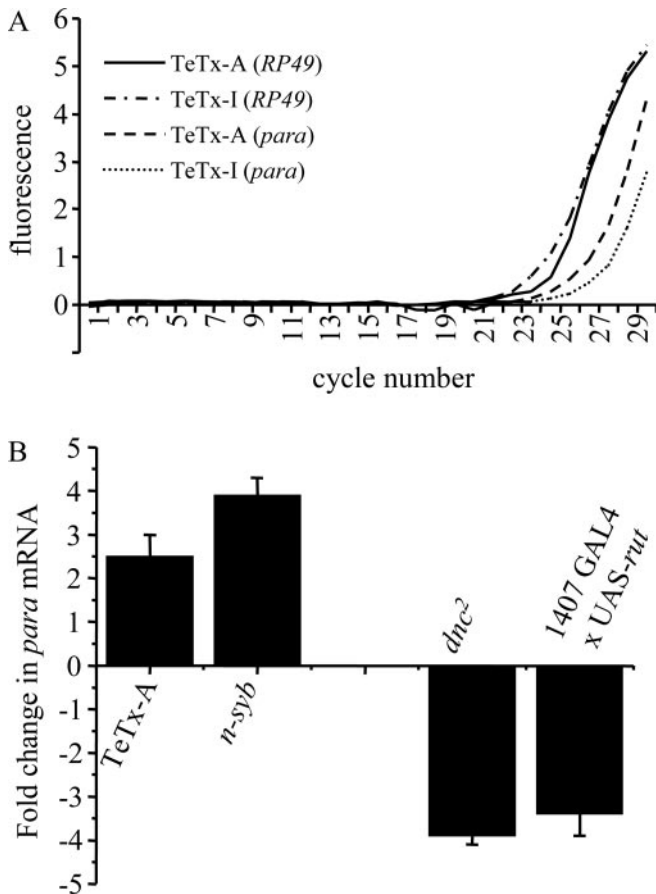 A
6
5
4
3
2
1
0
fluorescence
TeTx-A (RP49)
TeTx-I (RP49)
TeTx-A (para)
TeTx-I (para)
1 3 5 7 9 11 13 15 17 19 21 23 25 27 29
cycle number
B
5
4
3
2
1
0
-1
-2
-3
-4
-5
Fold change in para mRNA
TeTx-A
n-syb
dnc²
1407 GAL4
x UAS-rut